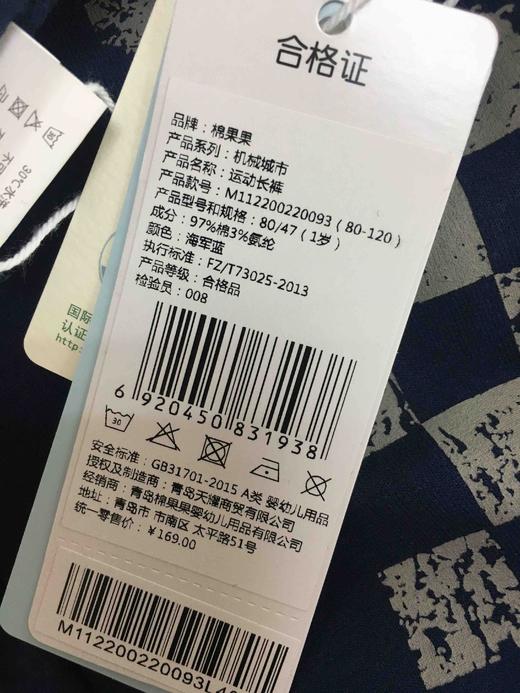 合格证
品牌：棉果果
产品系列：机械城市
产品名称：运动长裤
产品款号：M112200220093（80-120）
产品型号和规格：80/47（1岁）
成分：97%棉3%氨纶
颜色：海军蓝
执行标准：FZ/T73025-2013
产品等级：合格品
检验员：008
6 920450 831938
30
安全标准：GB31701-2015 A类 婴幼儿用品
授权及制造商：青岛天耀商贸有限公司
经销商：青岛棉果果婴幼儿用品有限公司
地址：青岛市 市南区 太平路51号
统一零售价：￥169.00
M112200220093L4
国际
认证
http:
30℃水